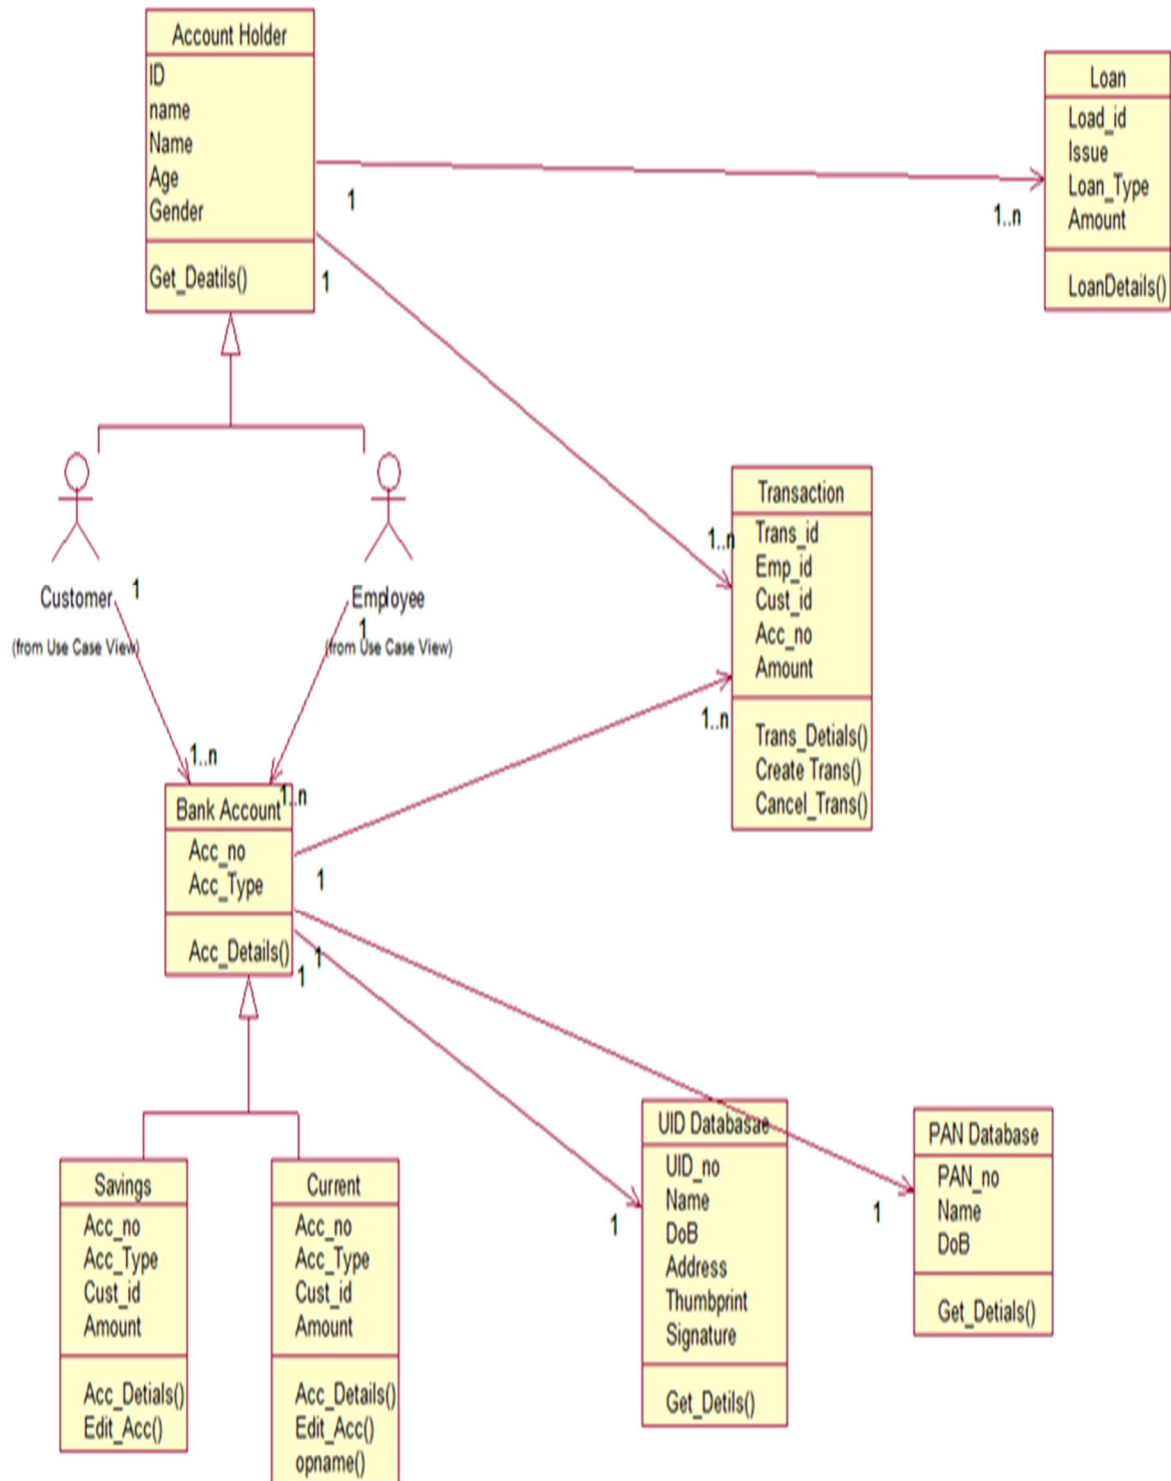 Account Holder
ID
name
Name
Age
Gender
Get_Deatils()
1
1
Loan
Load_id
Issue
Loan_Type
Amount
LoanDetails()
1..n
Customer
(from Use Case View)
1
Employee
(from Use Case View)
1
Transaction
Trans_id
Emp_id
Cust_id
Acc_no
Amount
Trans_Detials()
Create Trans()
Cancel_Trans()
1..n
1..n
1..n
1..n
Bank Account
Acc_no
Acc_Type
Acc_Details()
1
1
1
Savings
Acc_no
Acc_Type
Cust_id
Amount
Acc_Detials()
Edit_Acc()
Current
Acc_no
Acc_Type
Cust_id
Amount
Acc_Details()
Edit_Acc()
opname()
UID Databasae
UID_no
Name
DoB
Address
Thumbprint
Signature
Get_Detils()
1
PAN Database
PAN_no
Name
DoB
Get_Detials()
1